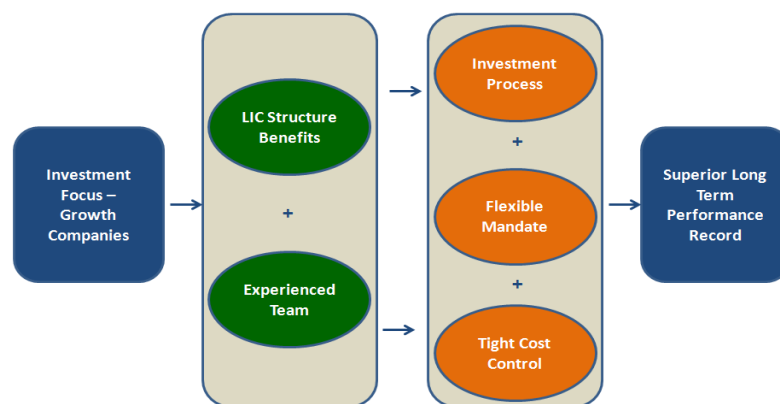 Investment
Focus –
Growth
Companies
LIC Structure
Benefits
+
Experienced
Team
Investment
Process
+
Flexible
Mandate
+
Tight Cost
Control
Superior Long
Term
Performance
Record